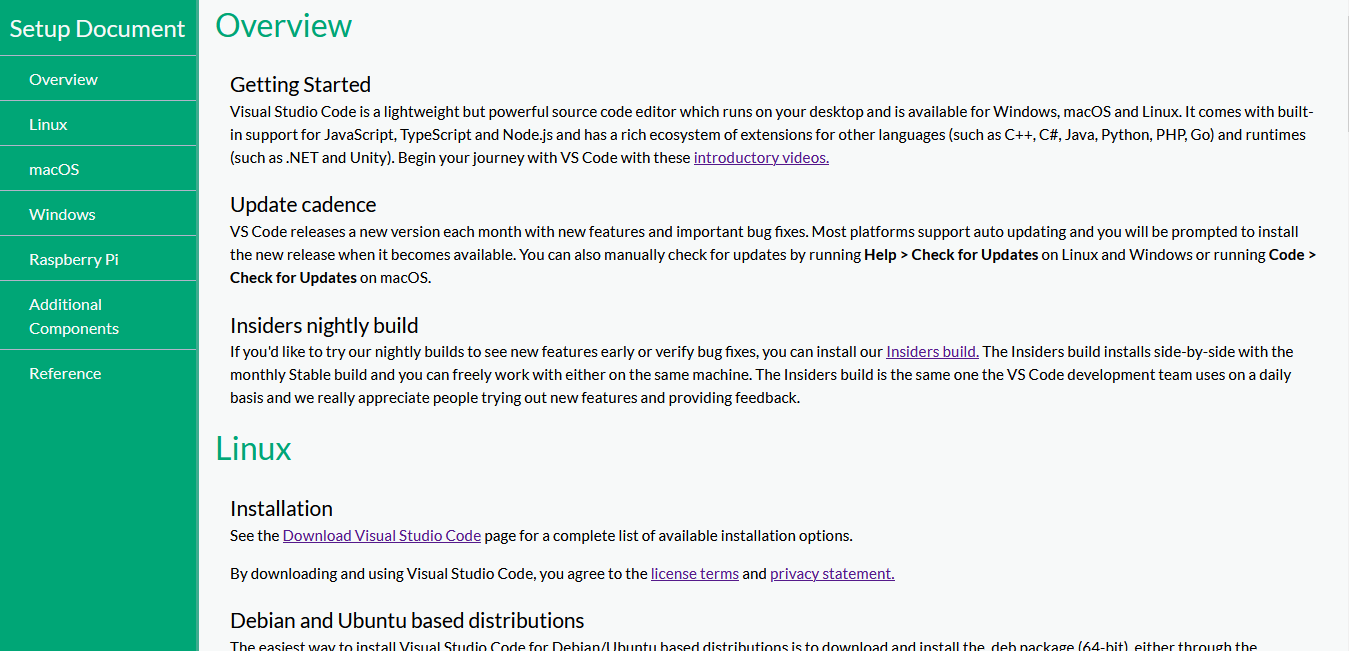 Setup Document
Overview
Linux
macOS
Windows
Raspberry Pi
Additional
Components
Reference
Overview
Getting Started
Visual Studio Code is a lightweight but powerful source code editor which runs on your desktop and is available for Windows, macOS and Linux. It comes with built-
in support for JavaScript, TypeScript and Node.js and has a rich ecosystem of extensions for other languages (such as C++, C#, Java, Python, PHP, Go) and runtimes
(such as .NET and Unity). Begin your journey with VS Code with these introductory videos.
Update cadence
VS Code releases a new version each month with new features and important bug fixes. Most platforms support auto updating and you will be prompted to install
the new release when it becomes available. You can also manually check for updates by running Help > Check for Updates on Linux and Windows or running Code >
Check for Updates on macOS.
Insiders nightly build
If you'd like to try our nightly builds to see new features early or verify bug fixes, you can install our Insiders build. The Insiders build installs side-by-side with the
monthly Stable build and you can freely work with either on the same machine. The Insiders build is the same one the VS Code development team uses on a daily
basis and we really appreciate people trying out new features and providing feedback.
Linux
Installation
See the Download Visual Studio Code page for a complete list of available installation options.
By downloading and using Visual Studio Code, you agree to the license terms and privacy statement.
Debian and Ubuntu based distributions
The easiest way to install Visual Studio Code for Debian/Ubuntu based distributions is to download and install the .deb package (64-bit), either through the